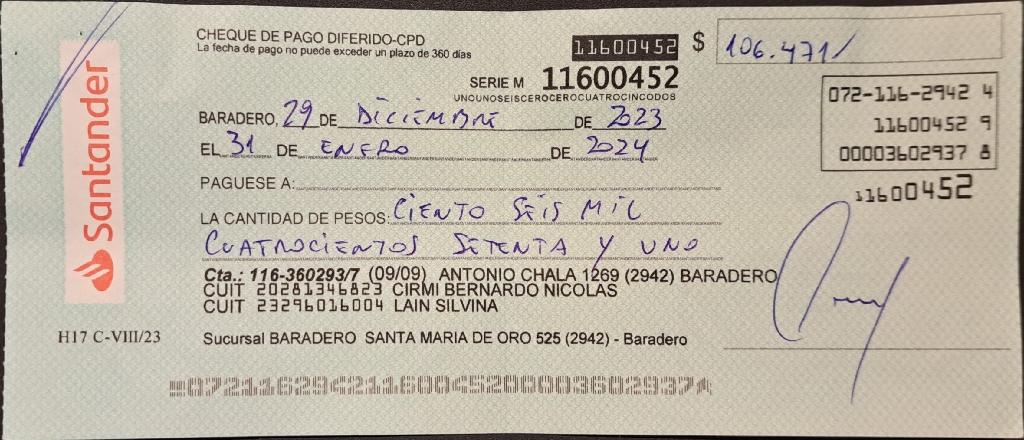 Santander
CHEQUE DE PAGO DIFERIDO-CPD
La fecha de pago no puede exceder un plazo de 360 días
11600452 $ 106.471/
SERIE M 11600452
UNOUNOSEISCEROCEROCUATROCINCODOS
072-116-2942 4
11600452 9
00003602937 8
11600452
BARADERO, 29 DE DICIEMBRE DE 2023
EL 31 DE ENERO DE 2024
PAGUESE A:
LA CANTIDAD DE PESOS: CIENTO SEIS MIL
CUATROCIENTOS SETENTA Y UNO
Cta.: 116-360293/7 (09/09) ANTONIO CHALA 1269 (2942) BARADERO
CUIT 20281346823 CIRMI BERNARDO NICOLAS
CUIT 23296016004 LAIN SILVINA
H17 C-VIII/23
Sucursal BARADERO SANTA MARIA DE ORO 525 (2942) - Baradero
07211629421160045200003602937